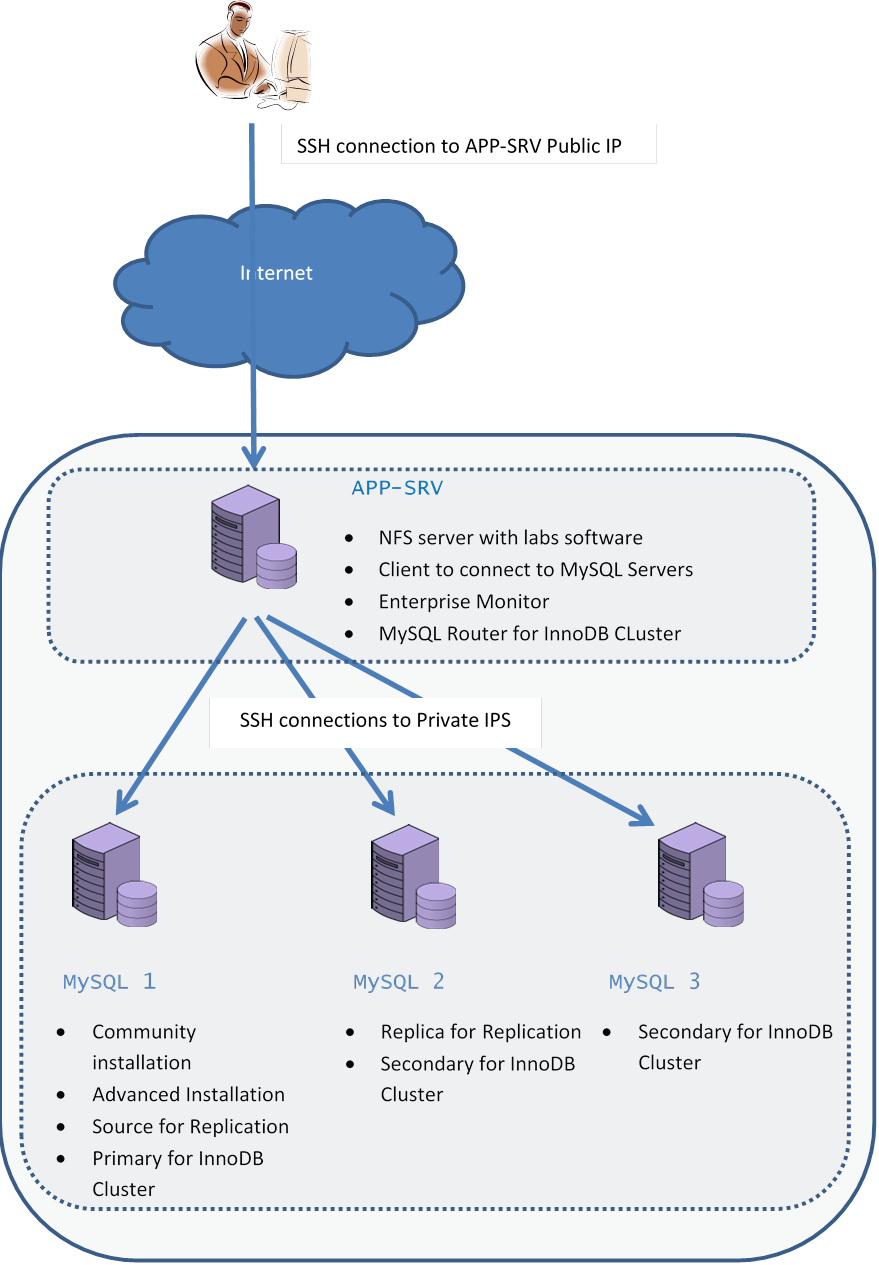 SSH connection to APP-SRV Public IP
Internet
APP-SRV
• NFS server with labs software
• Client to connect to MySQL Servers
• Enterprise Monitor
• MySQL Router for InnoDB CLuster
SSH connections to Private IPS
MySQL 1
• Community
installation
• Advanced Installation
• Source for Replication
• Primary for InnoDB
Cluster
MySQL 2
• Replica for Replication
• Secondary for InnoDB
Cluster
MySQL 3
• Secondary for InnoDB
Cluster